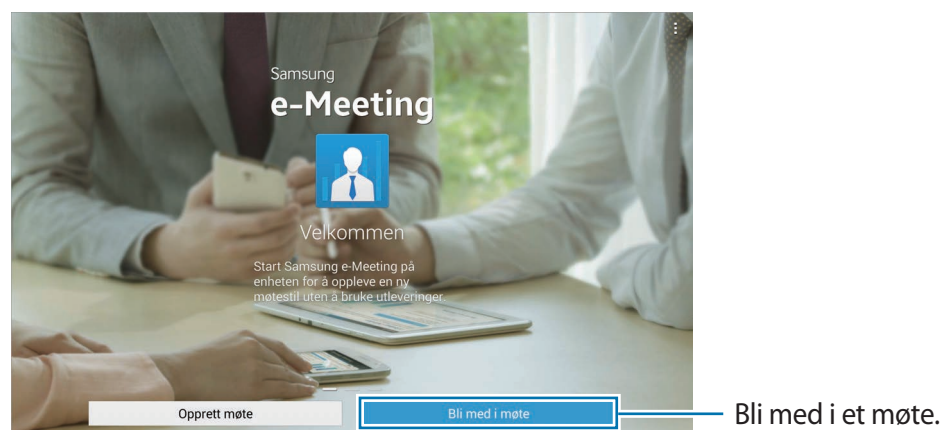 Samsung
e-Meeting
Velkommen
Start Samsung e-Meeting på
enheten for å oppleve en ny
møtestil uten å bruke utleveringer.
Opprett møte
Bli med i møte
Bli med i et møte.